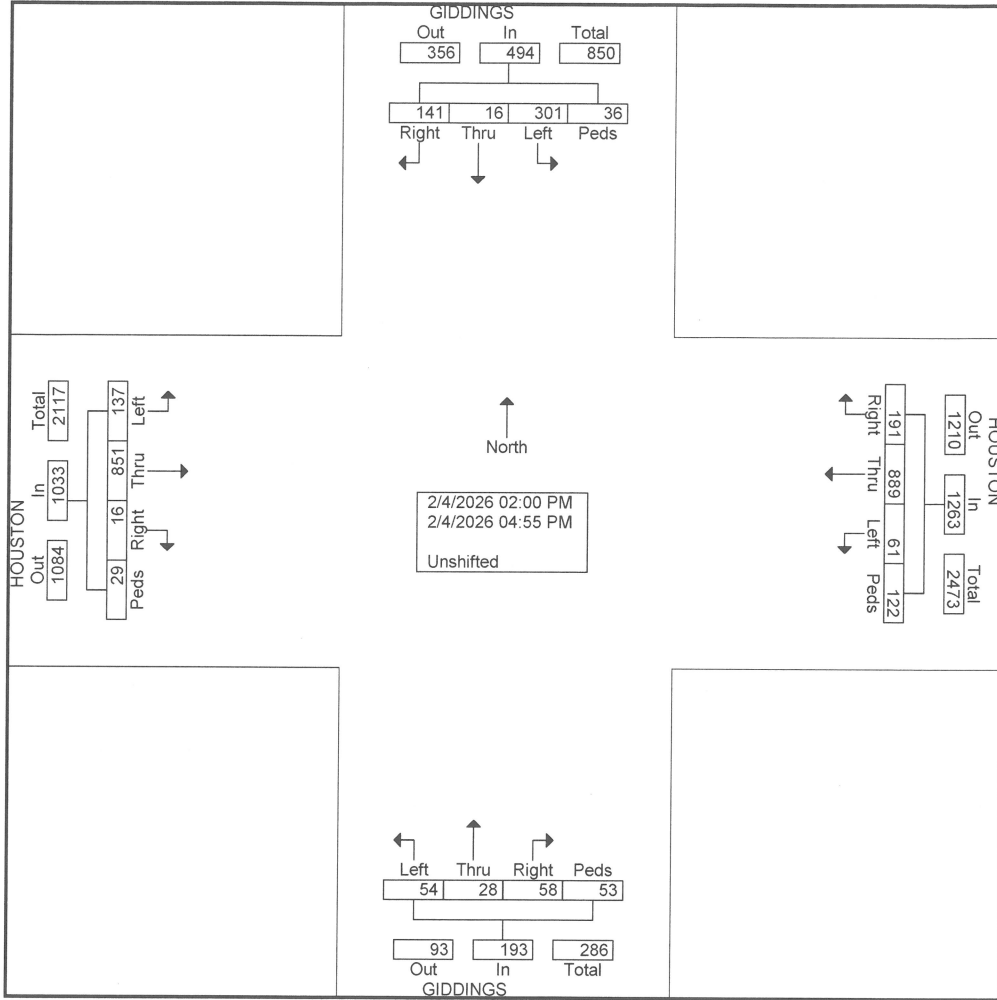 GIDDINGS
Out In Total
356 494 850
141 16 301 36
Right Thru Left Peds
HOUSTON
Out In Total
1084 1033 2117
137 851 16 29
Left Thru Right Peds
North
2/4/2026 02:00 PM
2/4/2026 04:55 PM
Unshifted
Right Thru Left Peds
191 889 61 122
1210 1263 2473
Out In Total
HOUSTON
Left Thru Right Peds
54 28 58 53
93 193 286
Out In Total
GIDDINGS